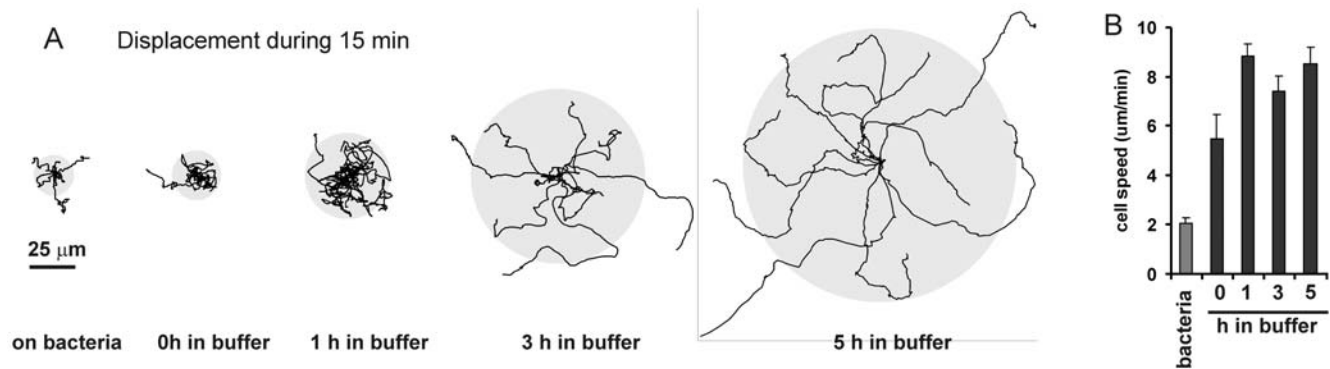 A Displacement during 15 min
25 µm
on bacteria 0h in buffer 1 h in buffer 3 h in buffer 5 h in buffer
B
cell speed (um/min)
10
8
6
4
2
0
bacteria 0 1 3 5
h in buffer